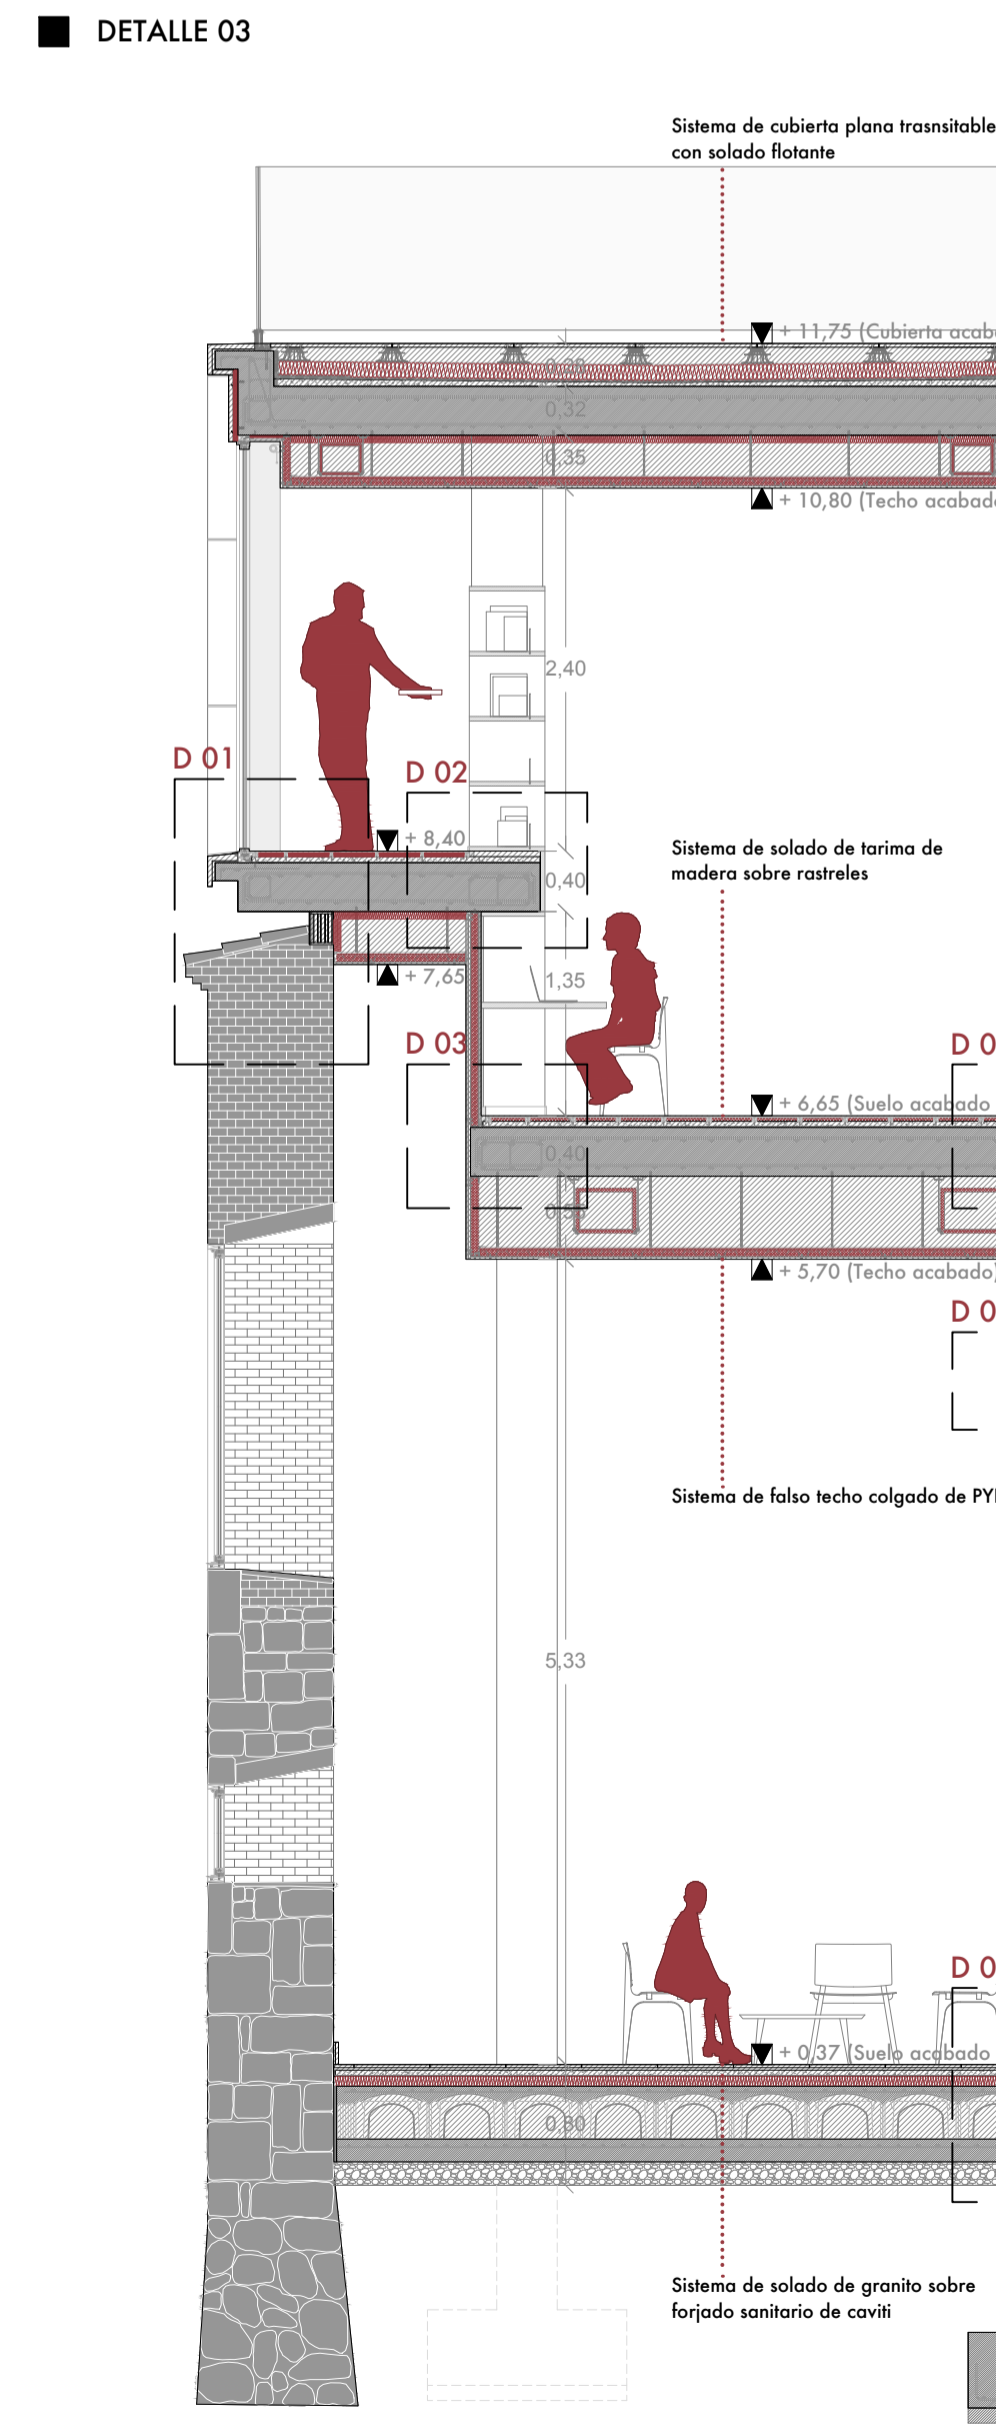 DETALLE 03
Sistema de cubierta plana trasnsitable
con solado flotante
+ 11,75 (Cubierta acab
0,32
0,35
+ 10,80 (Techo acabado
2,40
D 01
D 02
+ 8,40
Sistema de solado de tarima de
madera sobre rastreles
0,40
+ 7,65
1,35
D 03
D 0
+ 6,65 (Suelo acabado
0,40
+ 5,70 (Techo acabado)
D 0
Sistema de falso techo colgado de PY
5,33
D 0
+ 0,37 (Suelo acabado
0,80
Sistema de solado de granito sobre
forjado sanitario de caviti